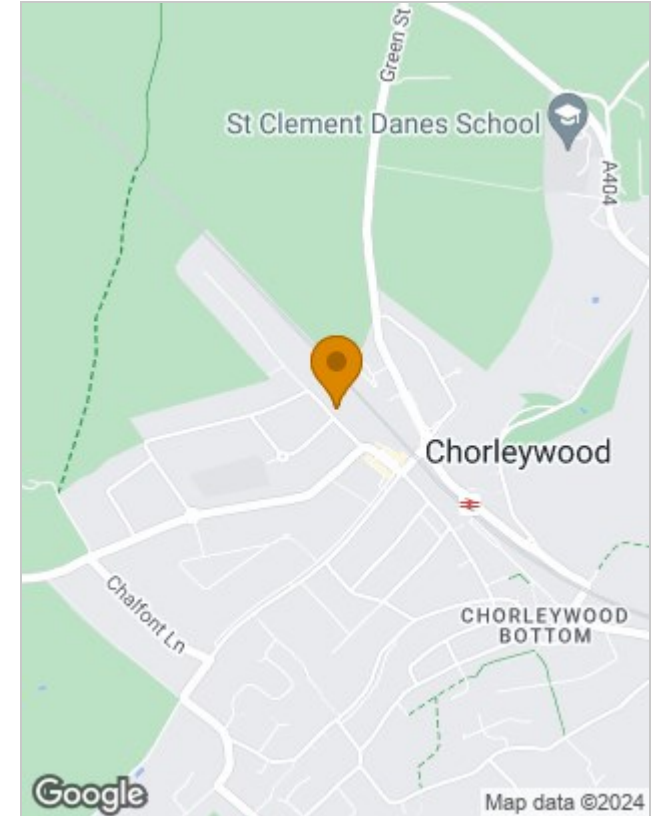 Green St
St Clement Danes School
A404
Chorleywood
Chalfont Ln
CHORLEYWOOD
BOTTOM
Google
Map data ©2024